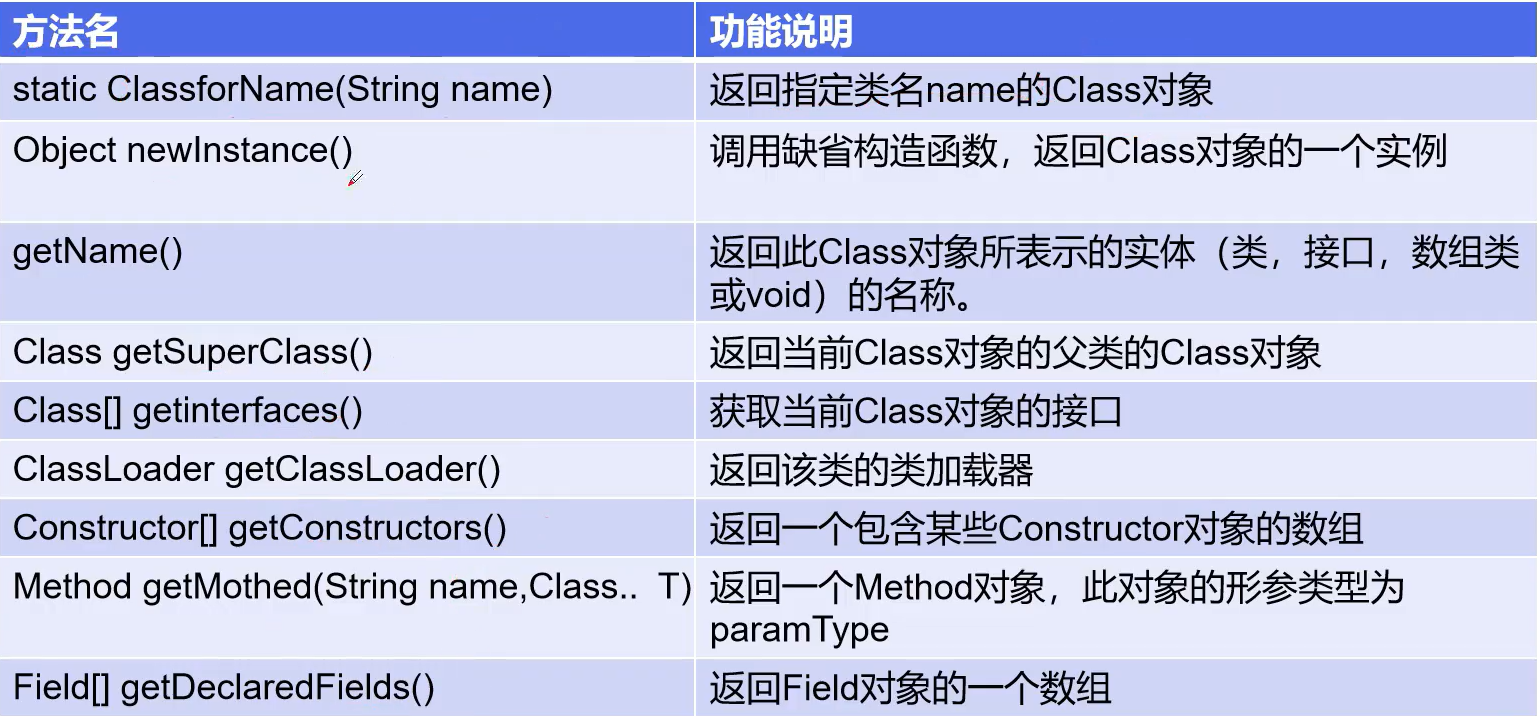 方法名
功能说明
static ClassforName(String name)
返回指定类名name的Class对象
Object newInstance()
调用缺省构造函数，返回Class对象的一个实例
getName()
返回此Class对象所表示的实体（类，接口，数组类
或void）的名称。
Class getSuperClass()
返回当前Class对象的父类的Class对象
Class[] getinterfaces()
获取当前Class对象的接口
ClassLoader getClassLoader()
返回该类的类加载器
Constructor[] getConstructors()
返回一个包含某些Constructor对象的数组
Method getMothed(String name,Class.. T)
返回一个Method对象，此对象的形参类型为
paramType
Field[] getDeclaredFields()
返回Field对象的一个数组